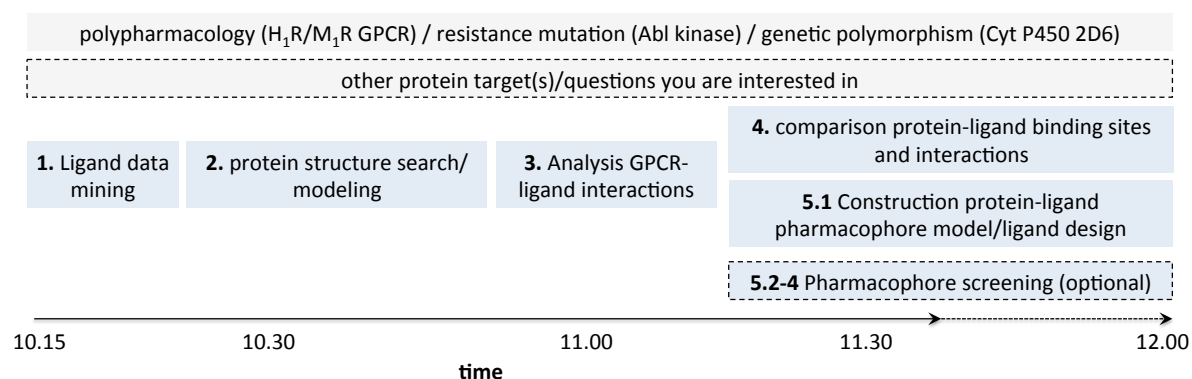 polypharmacology (H1R/M1R GPCR) / resistance mutation (Abl kinase) / genetic polymorphism (Cyt P450 2D6)
other protein target(s)/questions you are interested in
1. Ligand data
mining
2. protein structure search/
modeling
3. Analysis GPCR-
ligand interactions
4. comparison protein-ligand binding sites
and interactions
5.1 Construction protein-ligand
pharmacophore model/ligand design
5.2-4 Pharmacophore screening (optional)
10.15
10.30
11.00
11.30
12.00
time